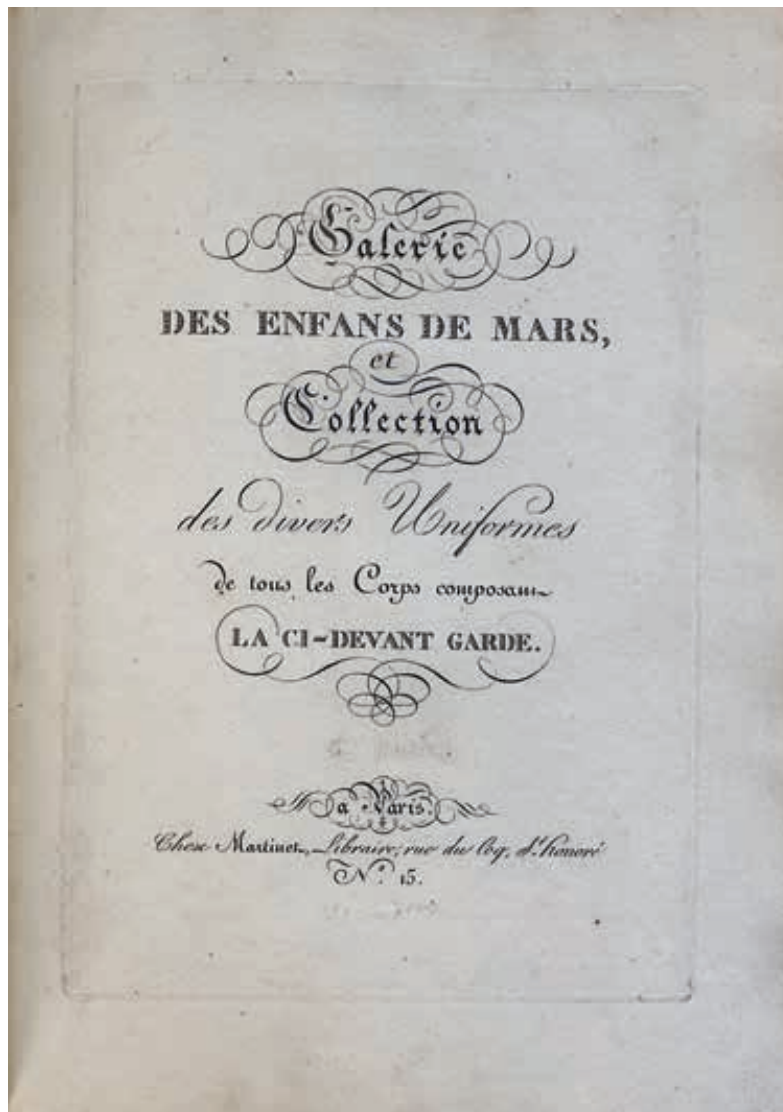 Galerie
DES ENFANS DE MARS,
et
Collection
des divers Uniformes
de tous les Corps composant
LA CI-DEVANT GARDE.
a Paris.
Chez Martinet, Libraire, rue du Coq, St. honoré
N.º 15.